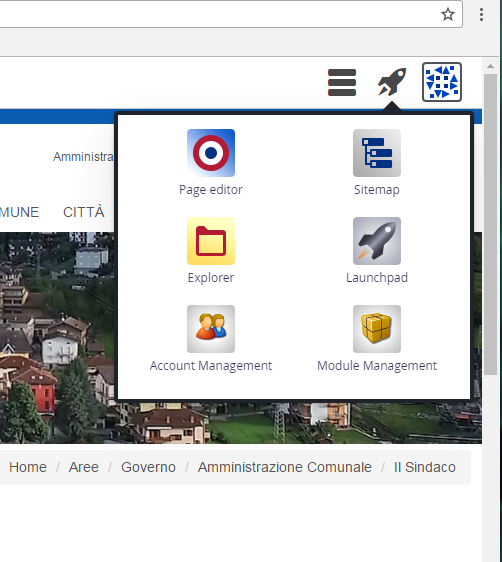 Amministra
MUNE CITTÀ
Page editor
Sitemap
Explorer
Launchpad
Account Management
Module Management
Home / Aree / Governo / Amministrazione Comunale / Il Sindaco